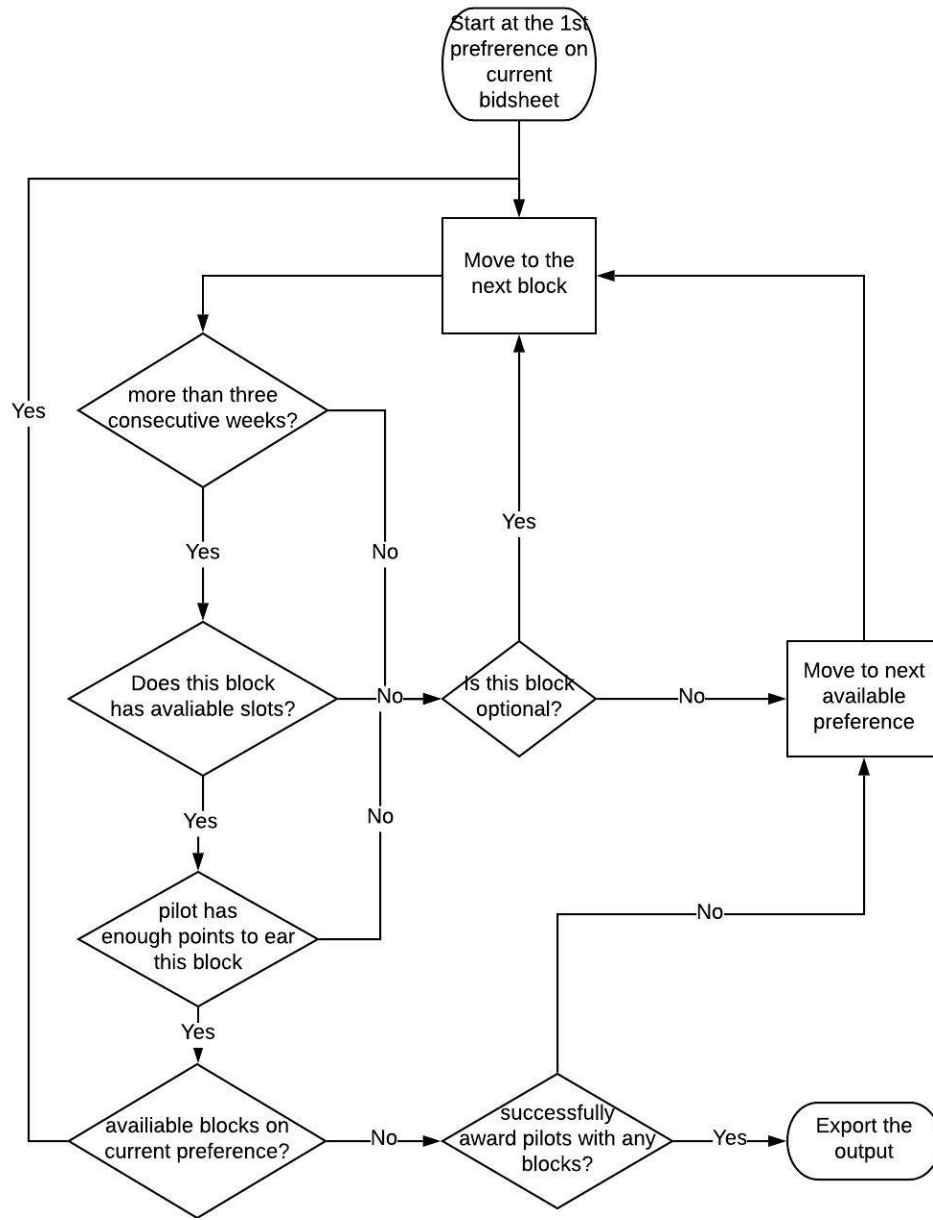 Start at the 1st
prefrerence on
current
bidsheet
Move to the
next block
more than three
consecutive weeks?
Yes
Yes
No
Yes
Does this block
has avaliable slots?
No
Is this block
optional?
No
Move to next
available
preference
Yes
No
pilot has
enough points to ear
this block
No
Yes
availiable blocks on
current preference?
No
successfully
award pilots with any
blocks?
Yes
Export the
output